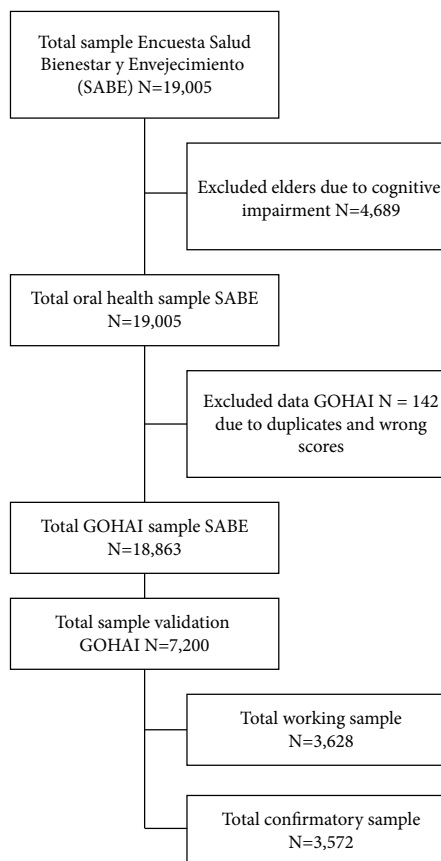 Total sample Encuesta Salud
Bienestar y Envejecimiento
(SABE) N=19,005
Excluded elders due to cognitive
impairment N=4,689
Total oral health sample SABE
N=19,005
Excluded data GOHAI N = 142
due to duplicates and wrong
scores
Total GOHAI sample SABE
N=18,863
Total sample validation
GOHAI N=7,200
Total working sample
N=3,628
Total confirmatory sample
N=3,572